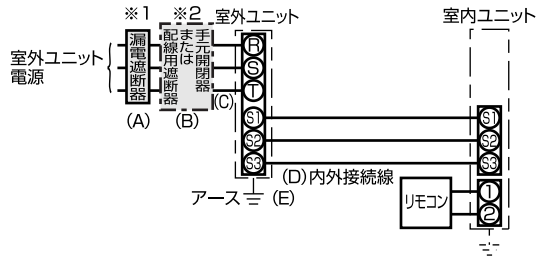 ※1
※2
室外ユニット
室内ユニット
室外ユニット
電源
漏電遮断器
手元開閉器
または
配線用遮断器
R
S
T
(A)
(B)
(C)
S1
S2
S3
S1
S2
S3
(D)内外接続線
アース
(E)
リモコン
1
2